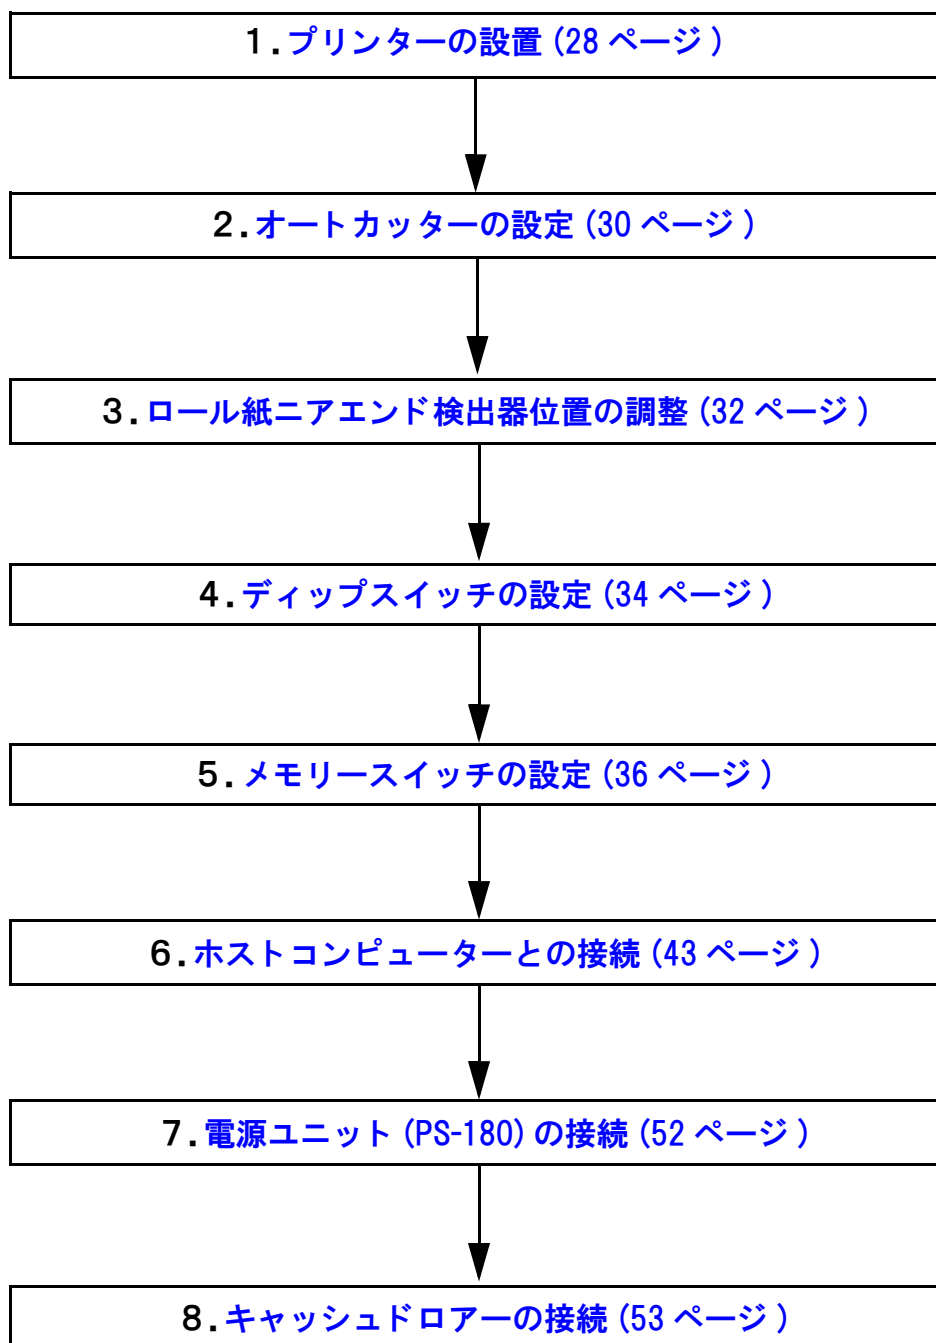 1.プリンターの設置(28 ページ )
2.オートカッターの設定(30 ページ )
3.ロール紙ニアエンド検出器位置の調整(32 ページ )
4.ディップスイッチの設定(34 ページ )
5.メモリースイッチの設定(36 ページ )
6.ホストコンピューターとの接続(43 ページ )
7.電源ユニット(PS-180)の接続(52 ページ )
8.キャッシュドロアーの接続(53 ページ )